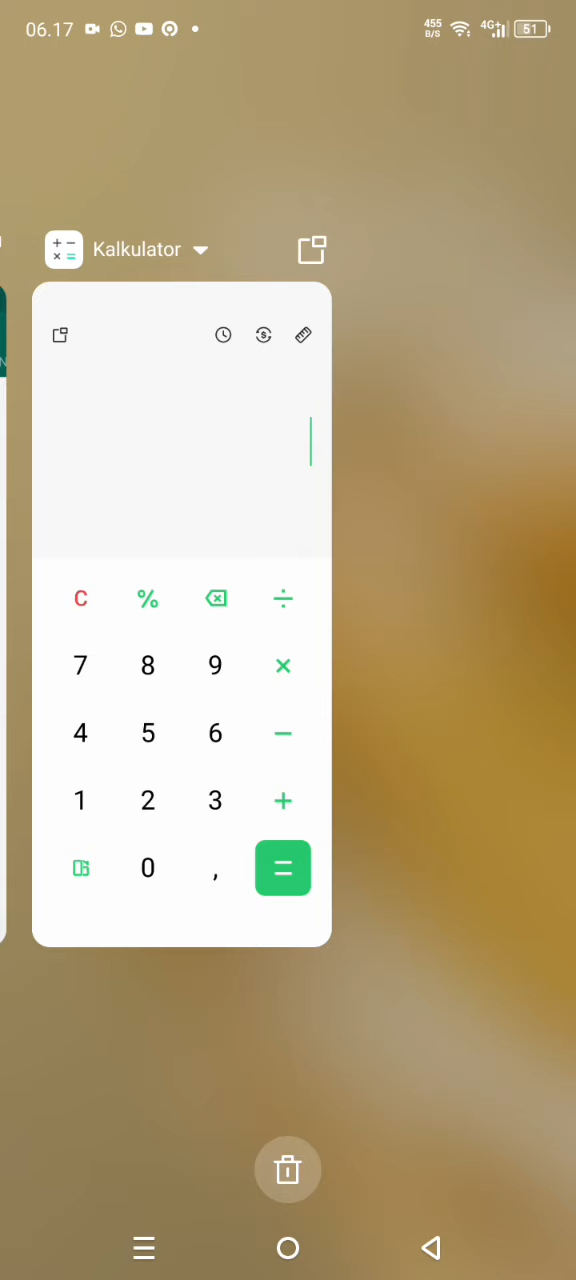 06.17 455 B/S 4G+ 51
Kalkulator
C % ÷
7 8 9 ×
4 5 6 −
1 2 3 +
0 , =